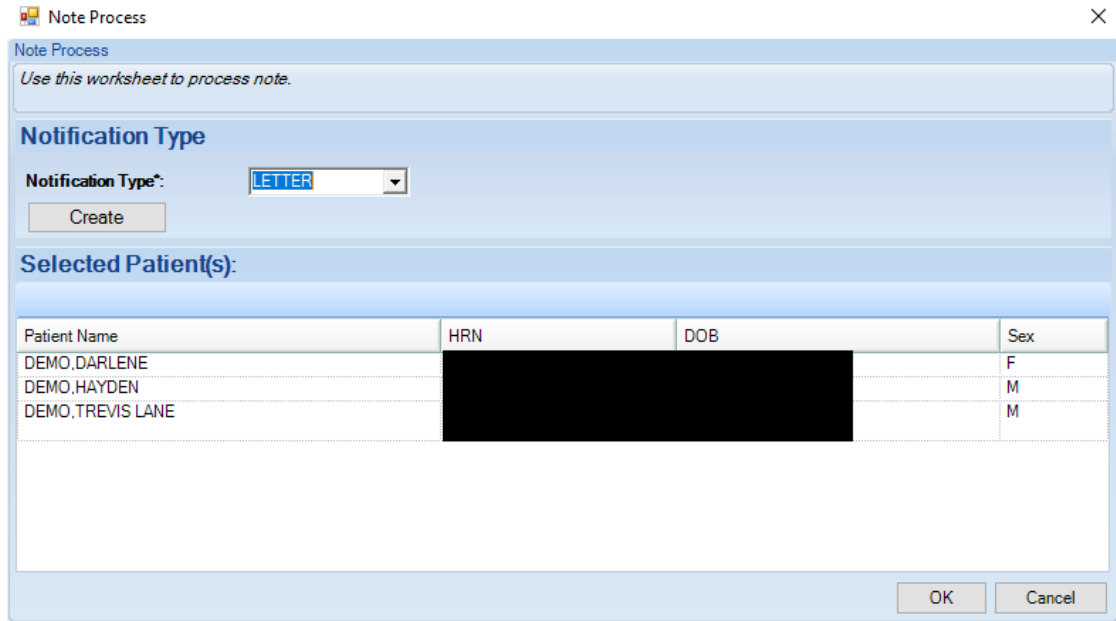 Note Process
Note Process
Use this worksheet to process note.
Notification Type
Notification Type*: LETTER
Create
Selected Patient(s):
Patient Name HRN DOB Sex
DEMO,DARLENE F
DEMO,HAYDEN M
DEMO,TREVIS LANE M
OK Cancel